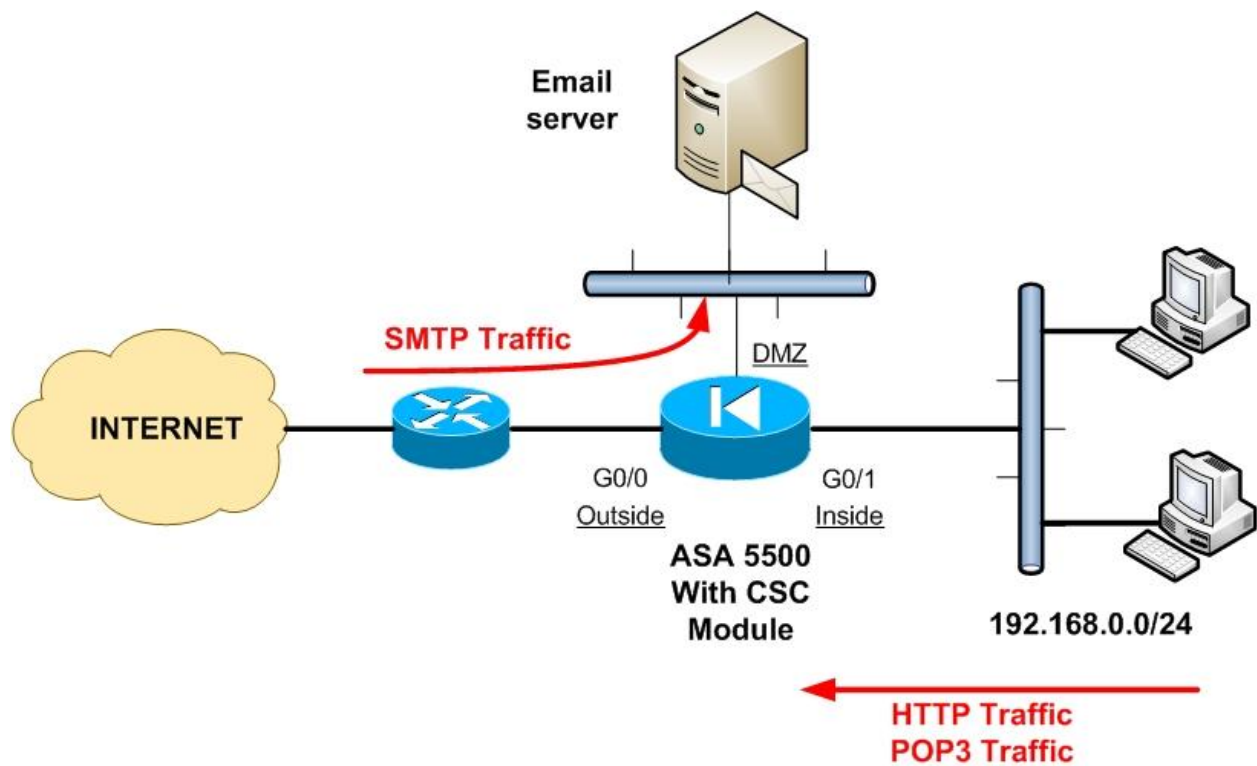 Email
server
SMTP Traffic
DMZ
INTERNET
G0/0
Outside
G0/1
Inside
ASA 5500
With CSC
Module
192.168.0.0/24
HTTP Traffic
POP3 Traffic